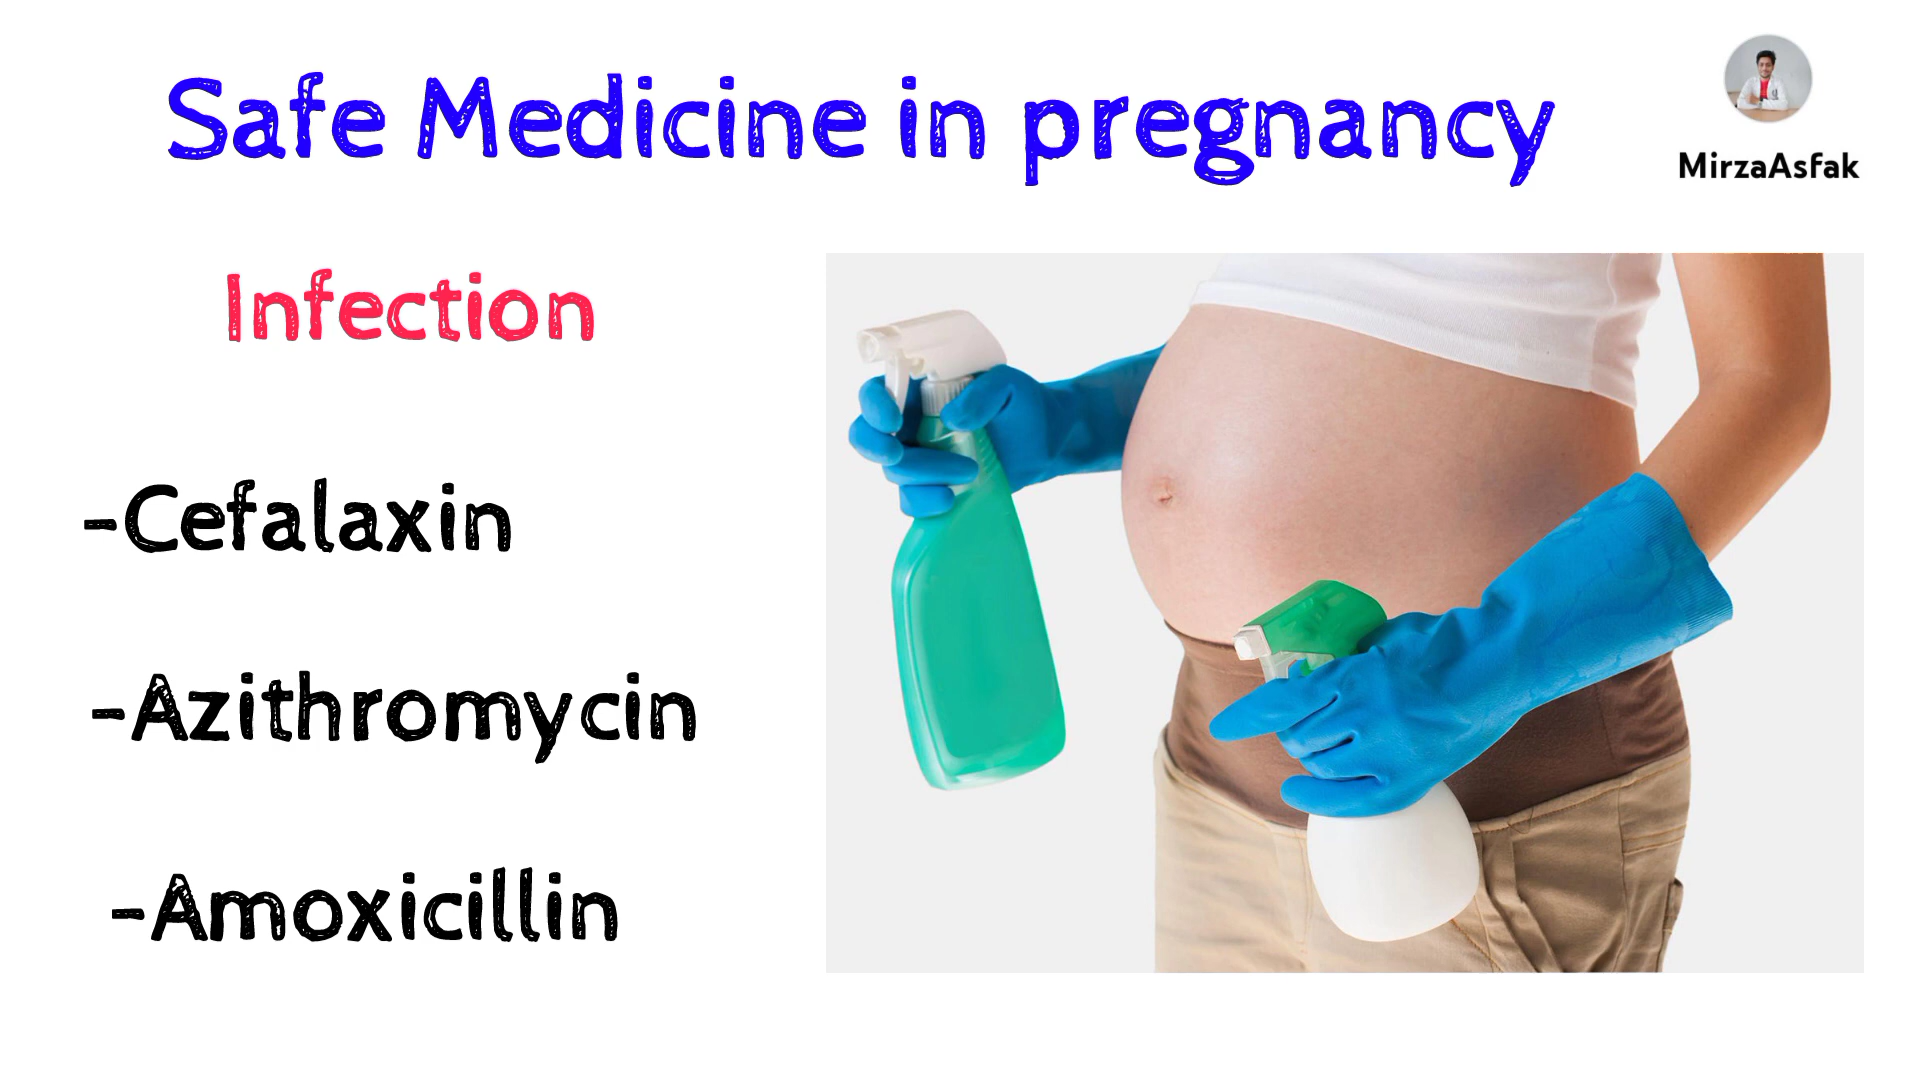 Safe Medicine in pregnancy
MirzaAsfak
Infection
-Cefalaxin
-Azithromycin
-Amoxicillin